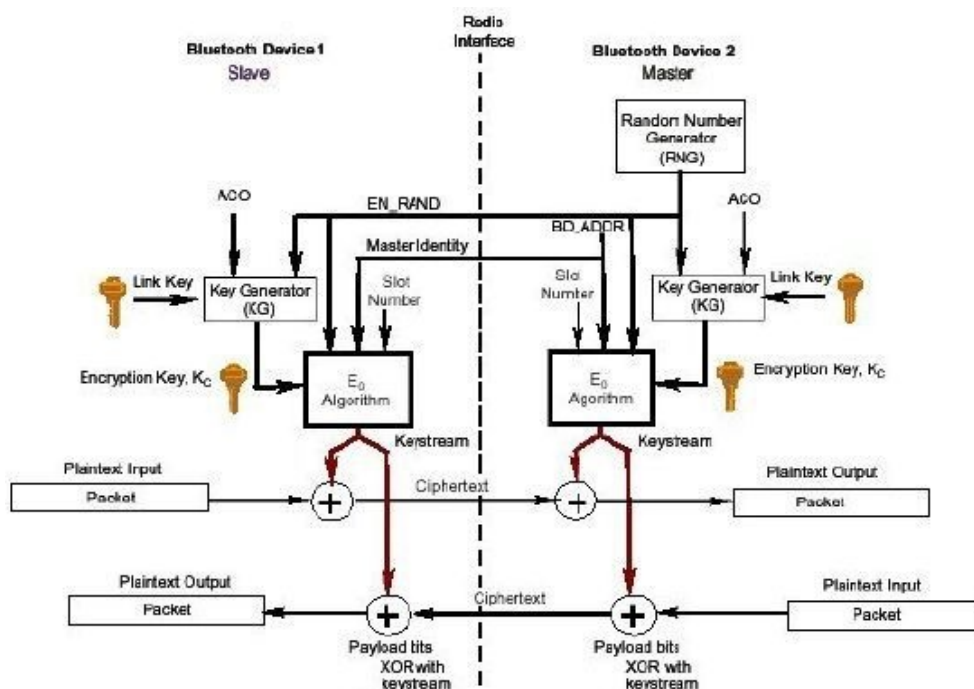 Radio
Interface
Bluetooth Device 1
Slave
Bluetooth Device 2
Master
Random Number
Generator
(RNG)
ACO
EN_RAND
ACO
BD_ADDR
Master Identity
Link Key
Key Generator
(KG)
Slot
Number
Slot
Number
Key Generator
(KG)
Link Key
Encryption Key, KC
E0
Algorithm
E0
Algorithm
Encryption Key, KC
Keystream
Keystream
Plaintext Input
Packet
Ciphertext
Plaintext Output
Packet
Plaintext Output
Packet
Ciphertext
Plaintext Input
Packet
Payload bits
XOR with
keystream
Payload bits
XOR with
keystream